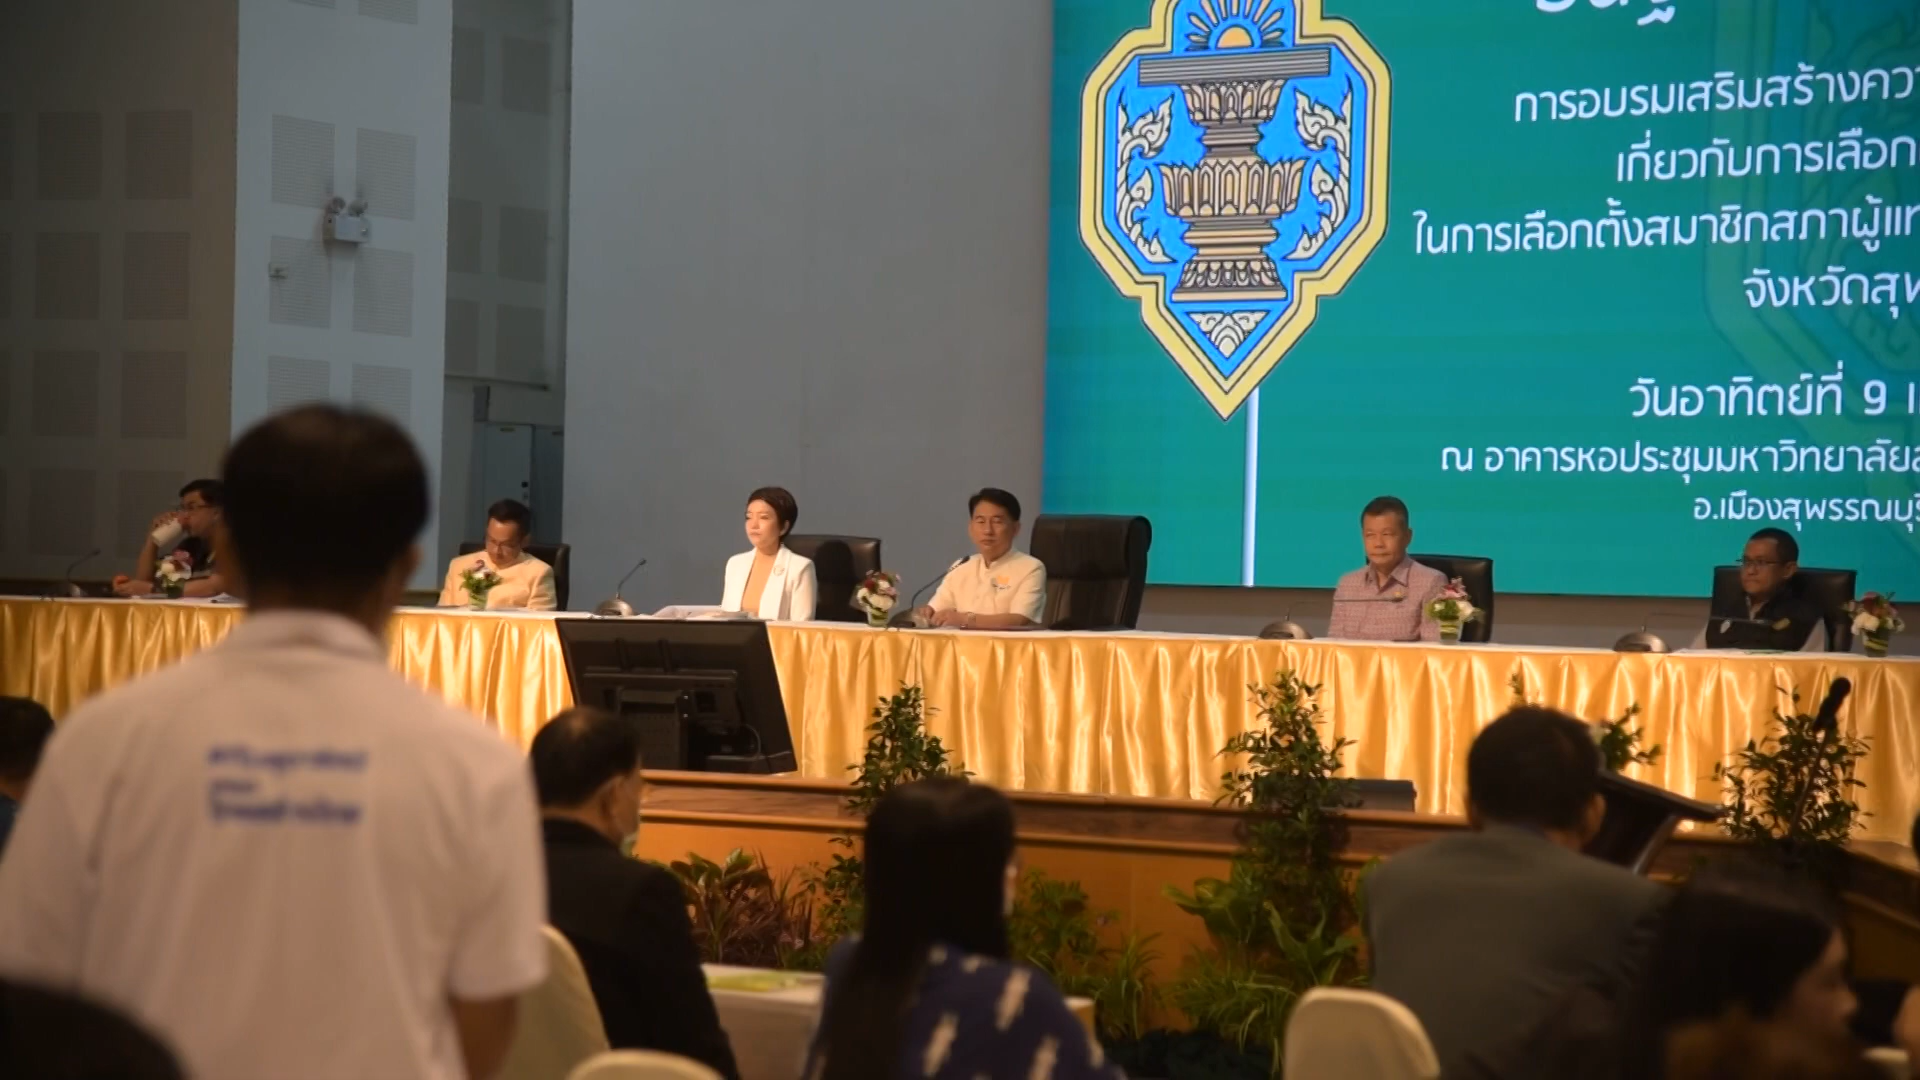 การอบรมเสริมสร้างควา
เกี่ยวกับการเลือก
ในการเลือกตั้งสมาชิกสภาผู้แท
จังหวัดสุพ
วันอาทิตย์ที่ 9 เ
ณ อาคารหอประชุมมหาวิทยาลัยส
อ.เมืองสุพรรณบุรี